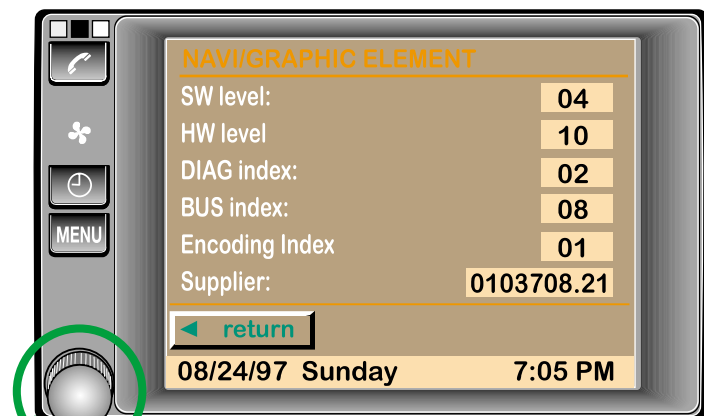 NAVI/GRAPHIC ELEMENT
SW level: 04
HW level 10
DIAG index: 02
BUS index: 08
MENU
Encoding Index 01
Supplier: 0103708.21
◄ return
08/24/97 Sunday 7:05 PM